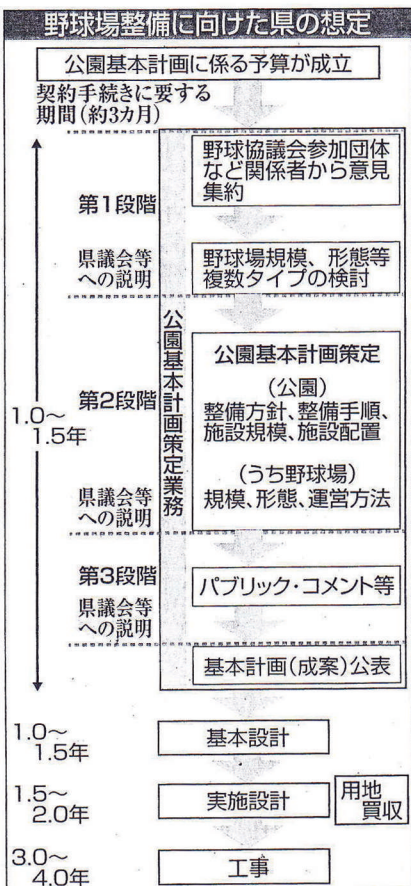 野球場整備に向けた県の想定
公園基本計画に係る予算が成立
契約手続きに要する
期間(約3カ月)
1.0～
1.5年
公園基本計画策定業務
第1段階
野球協議会参加団体
など関係者から意見
集約
県議会等
への説明
野球場規模、形態等
複数タイプの検討
第2段階
公園基本計画策定
(公園)
整備方針、整備手順、
施設規模、施設配置
(うち野球場)
規模、形態、運営方法
県議会等
への説明
第3段階
パブリック・コメント等
県議会等
への説明
基本計画(成案)公表
1.0～
1.5年
基本設計
1.5～
2.0年
実施設計
用地
買収
3.0～
4.0年
工事